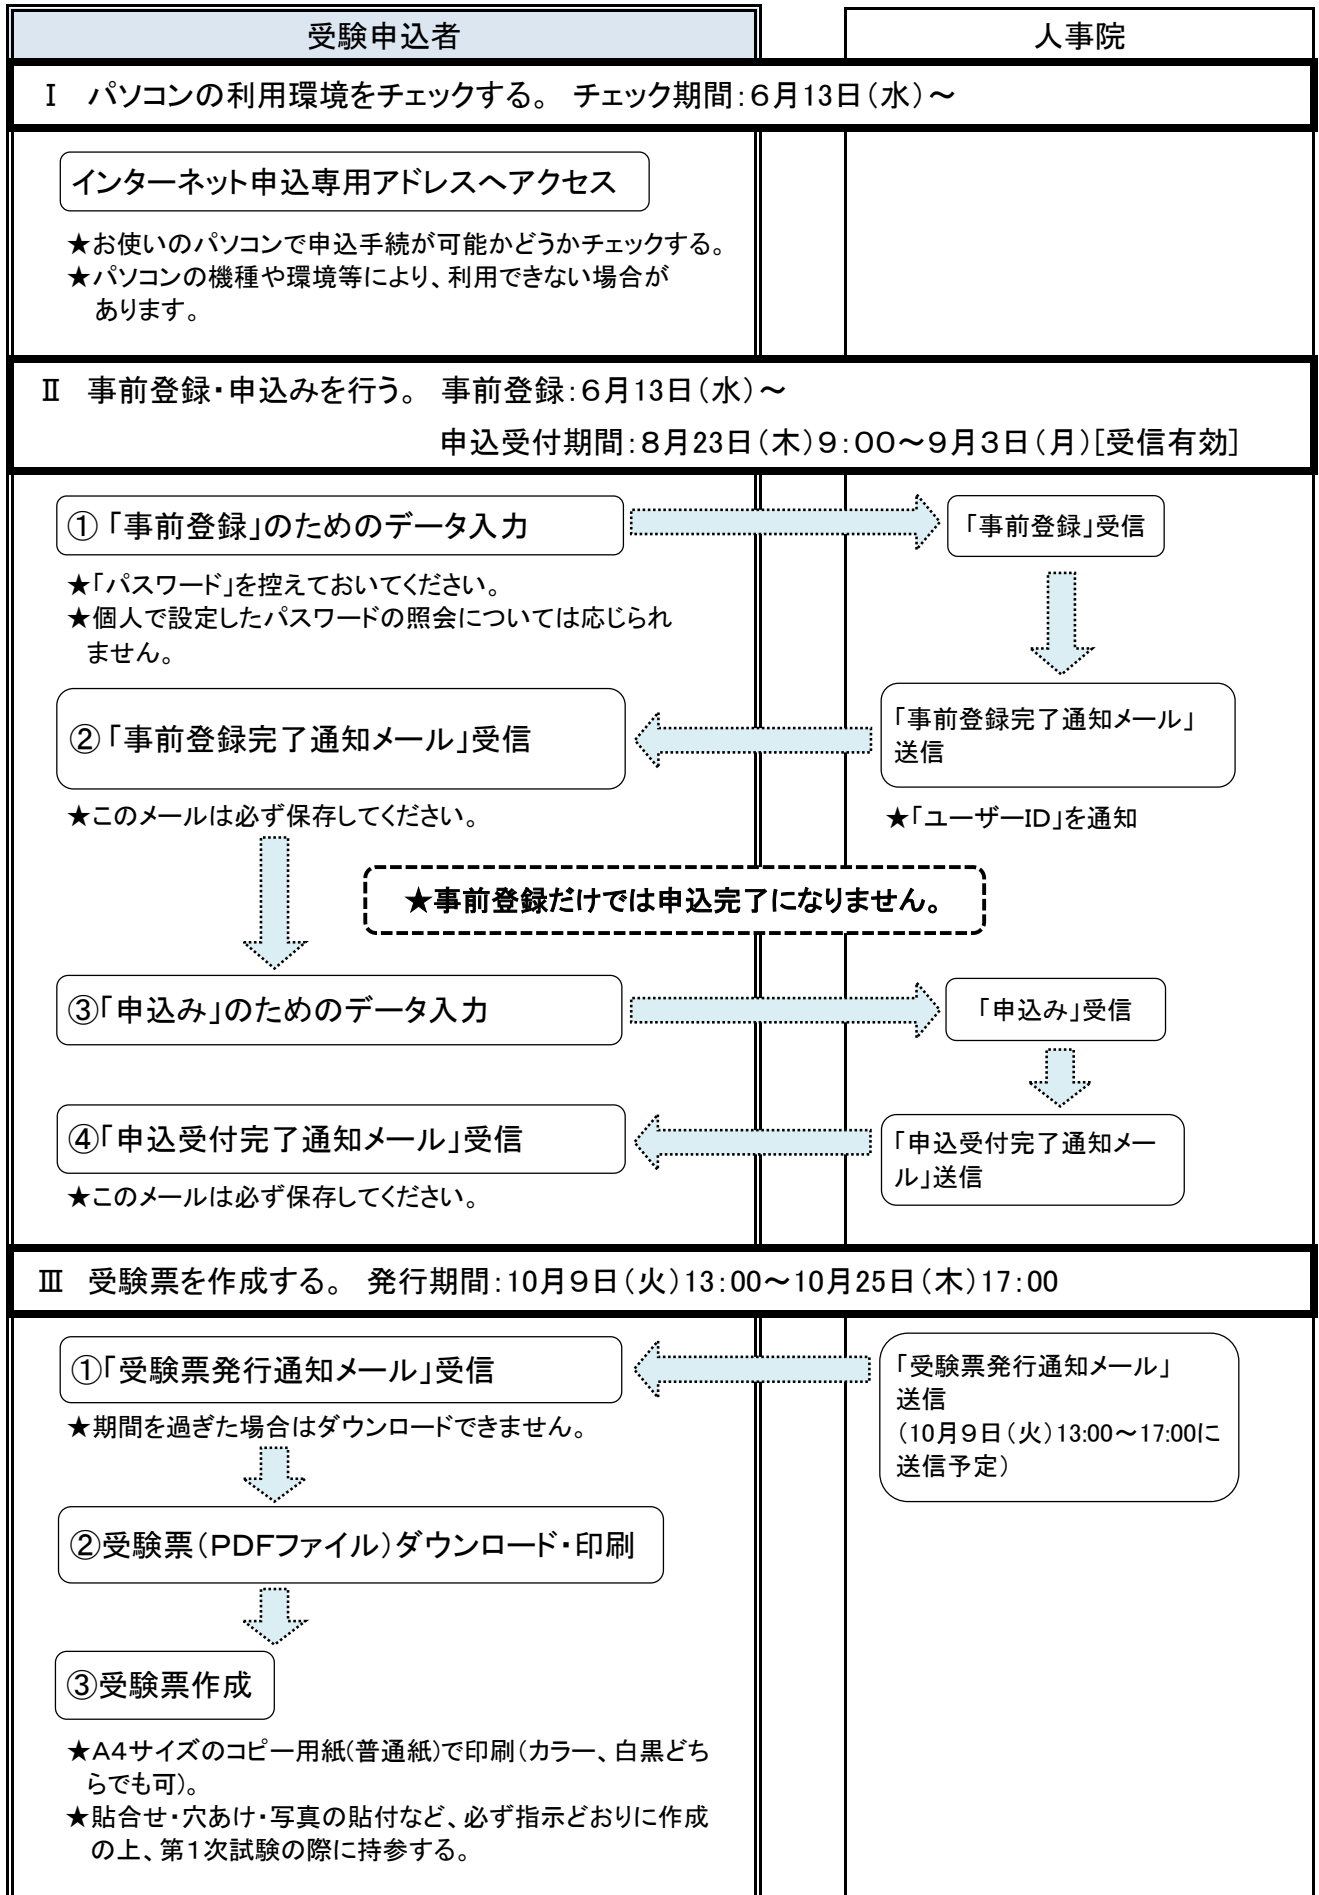 受験申込者
人事院
Ⅰ　パソコンの利用環境をチェックする。　チェック期間：６月13日（水）～
インターネット申込専用アドレスへアクセス
★お使いのパソコンで申込手続が可能かどうかチェックする。
★パソコンの機種や環境等により、利用できない場合が
あります。
Ⅱ　事前登録・申込みを行う。　事前登録：６月13日（水）～
申込受付期間：８月23日（木）９：００～９月３日（月）[受信有効]
①「事前登録」のためのデータ入力
「事前登録」受信
★「パスワード」を控えておいてください。
★個人で設定したパスワードの照会については応じられ
ません。
②「事前登録完了通知メール」受信
「事前登録完了通知メール」
送信
★このメールは必ず保存してください。
★「ユーザーID」を通知
★事前登録だけでは申込完了になりません。
③「申込み」のためのデータ入力
「申込み」受信
④「申込受付完了通知メール」受信
「申込受付完了通知メー
ル」送信
★このメールは必ず保存してください。
Ⅲ　受験票を作成する。　発行期間：10月９日（火）13：00～10月25日（木）17：00
①「受験票発行通知メール」受信
「受験票発行通知メール」
送信
（10月９日（火）13:00～17:00に
送信予定）
★期間を過ぎた場合はダウンロードできません。
②受験票（ＰＤＦファイル）ダウンロード・印刷
③受験票作成
★Ａ４サイズのコピー用紙(普通紙)で印刷（カラー、白黒どち
らでも可）。
★貼合せ・穴あけ・写真の貼付など、必ず指示どおりに作成
の上、第１次試験の際に持参する。